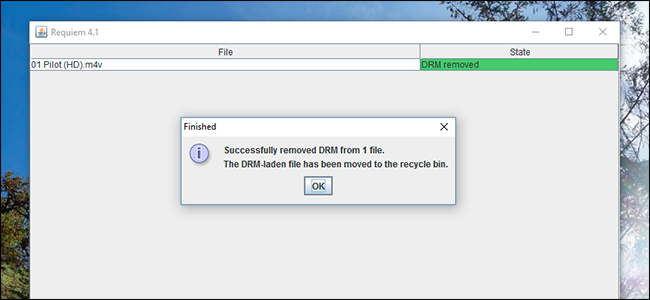 Requiem 4.1
File State
01 Pilot (HD).m4v DRM removed
Finished
Successfully removed DRM from 1 file.
The DRM-laden file has been moved to the recycle bin.
OK